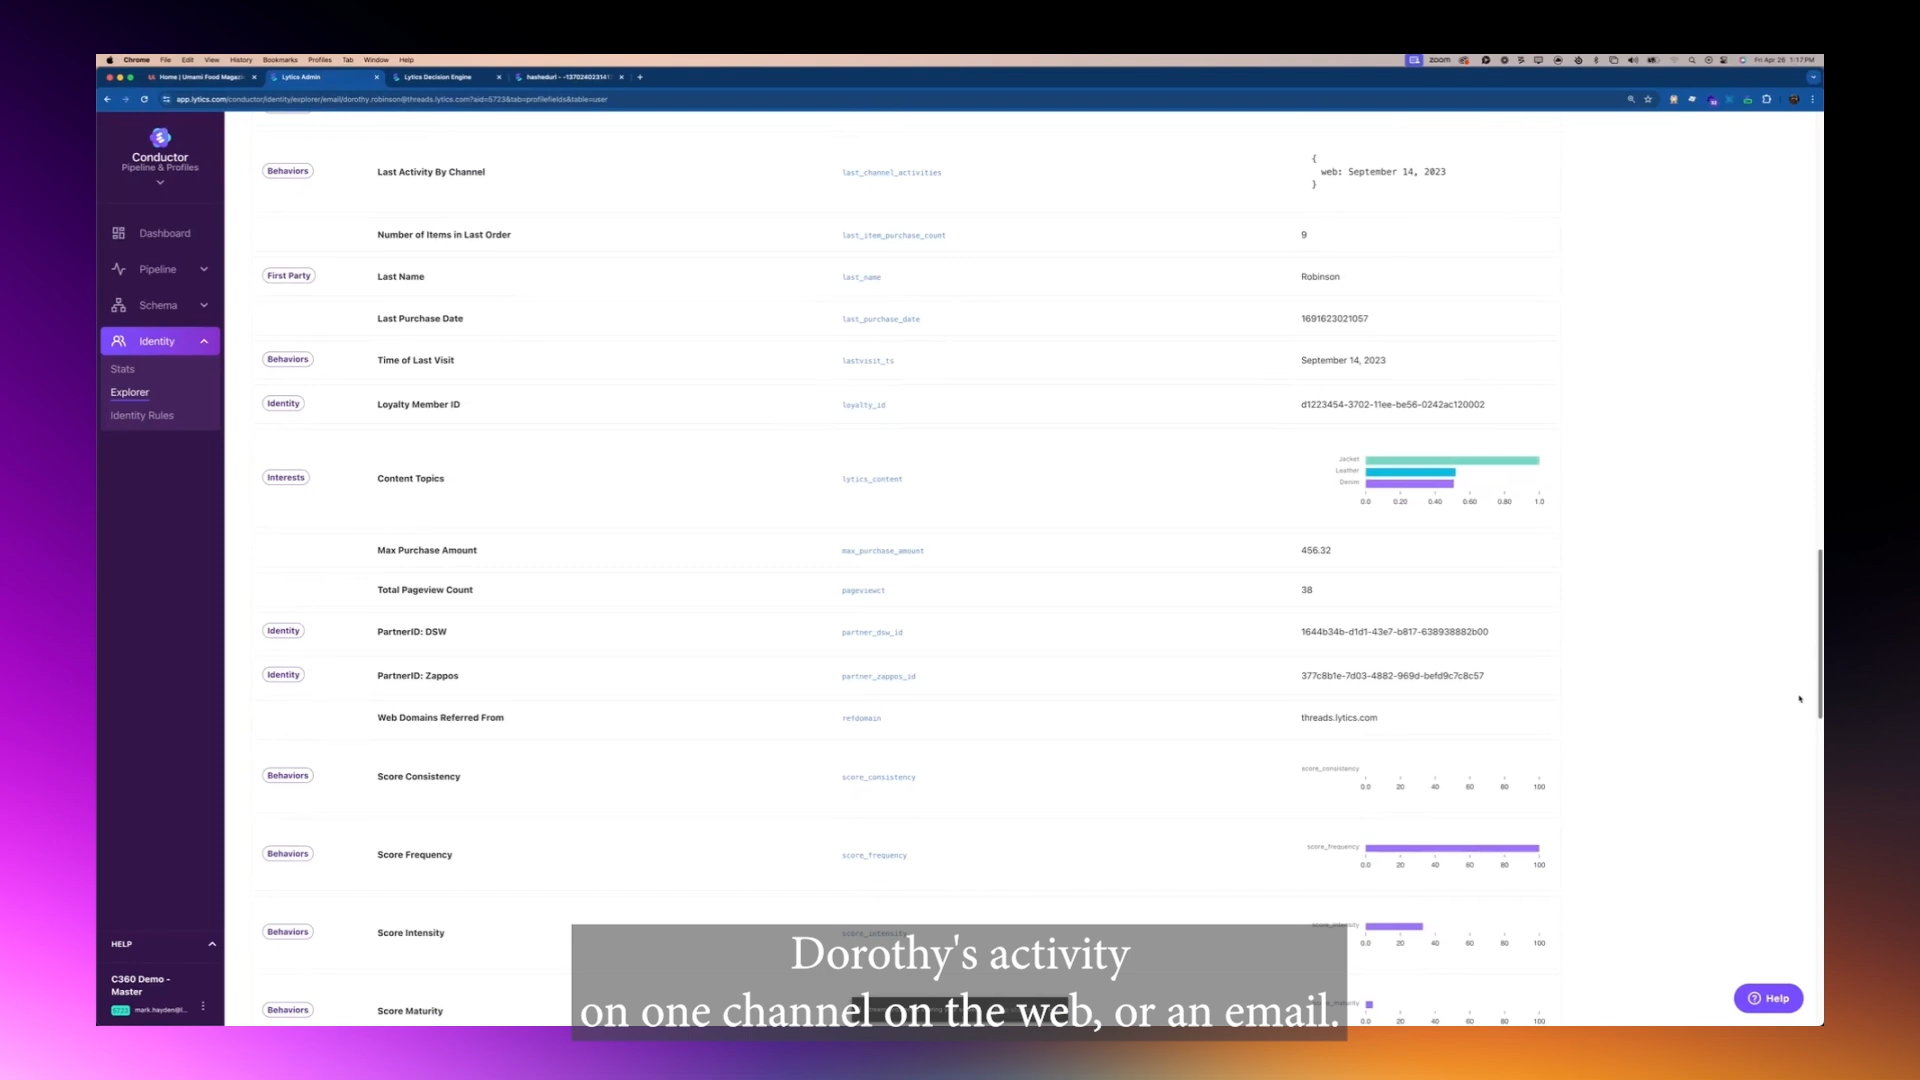 Chrome File Edit View History Bookmarks Profiles Tab Window Help
zoom Fri Apr 26 1:17PM
Home | Umami Food Magazi
Lytics Admin
Lytics Decision Engine
app.lytics.com/conductor/identity/explorer/email/dorothy.robinson@threads.lytics.com?aid=5723&tab=profilefields&table=user
Conductor
Pipeline & Profiles
Dashboard
Pipeline
Schema
Identity
Stats
Explorer
Identity Rules
HELP
C360 Demo -
Master
5723 mark.hayden@l...
Behaviors Last Activity By Channel last_channel_activities
{
web: September 14, 2023
}
Number of Items in Last Order last_item_purchase_count 9
First Party Last Name last_name Robinson
Last Purchase Date last_purchase_date 1691623021057
Behaviors Time of Last Visit lastvisit_ts September 14, 2023
Identity Loyalty Member ID loyalty_id d1223454-3702-11ee-be56-0242ac120002
Interests Content Topics lytics_content
Jacket
Leather
Denim
0.0 0.20 0.40 0.60 0.80 1.0
Max Purchase Amount max_purchase_amount 456.32
Total Pageview Count pageviewct 38
Identity PartnerID: DSW partner_dsw_id 1644b34b-d1d1-43e7-b817-638938882b00
Identity PartnerID: Zappos partner_zappos_id 377c8b1e-7d03-4882-969d-befd9c7c8c57
Web Domains Referred From refdomain threads.lytics.com
Behaviors Score Consistency score_consistency score_consistency
0.0 20 40 60 80 100
Behaviors Score Frequency score_frequency score_frequency
0.0 20 40 60 80 100
Behaviors Score Intensity score_intensity score_intensity
0.0 20 40 60 80 100
Behaviors Score Maturity
0.0 20 40 60 80 100
Help
Dorothy's activity
on one channel on the web, or an email.